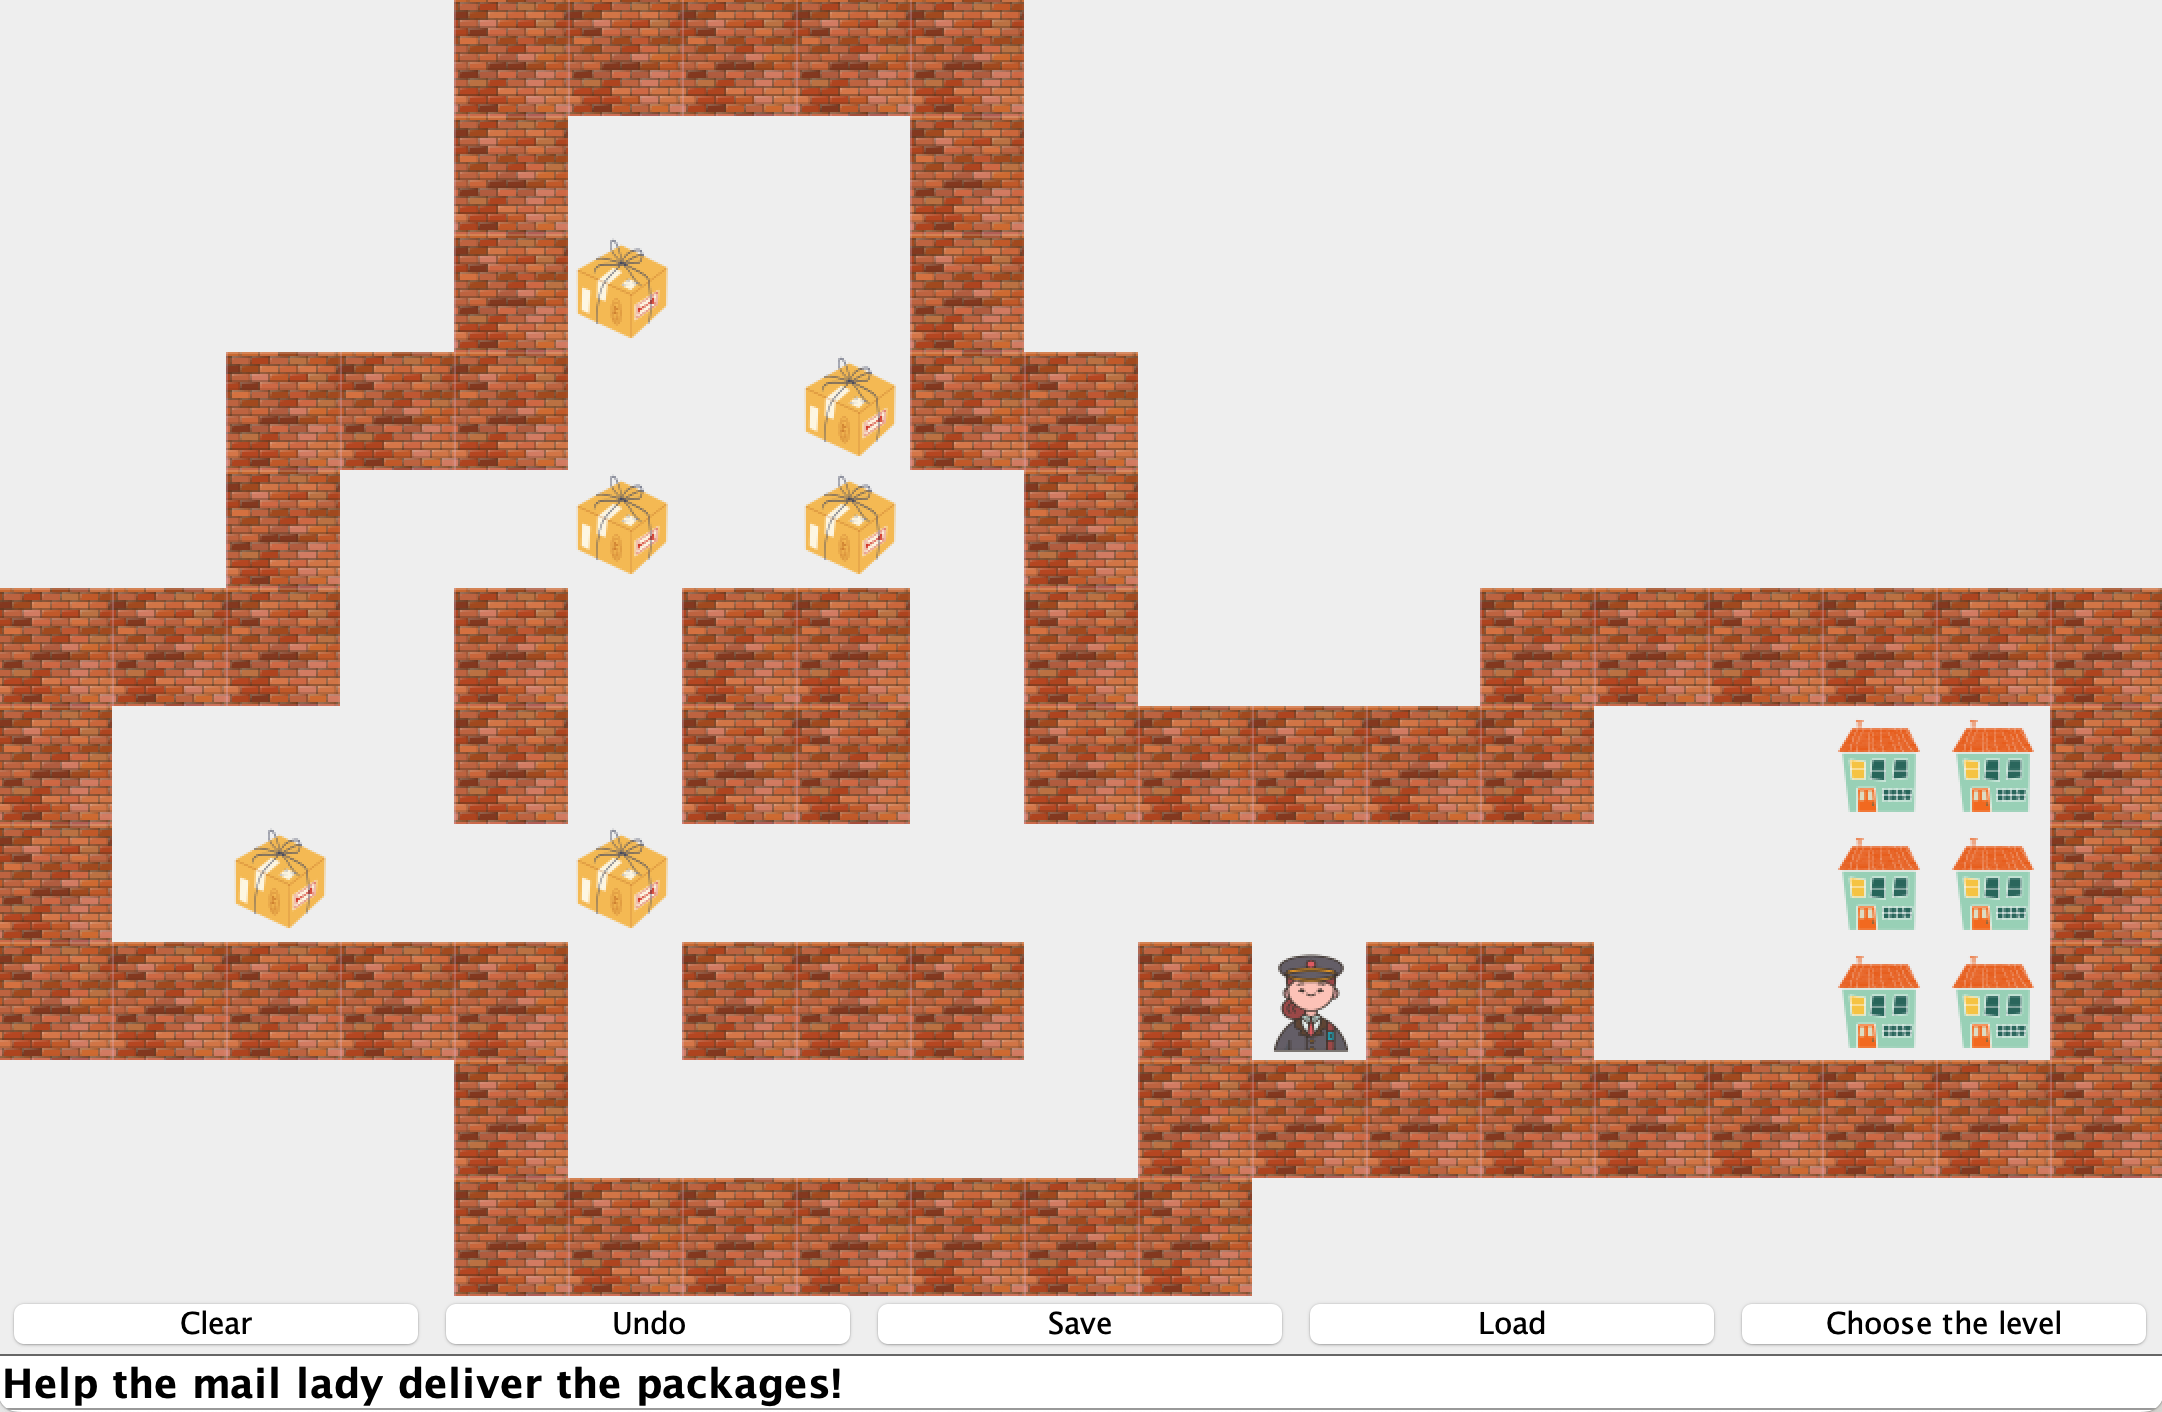 Clear
Undo
Save
Load
Choose the level
Help the mail lady deliver the packages!